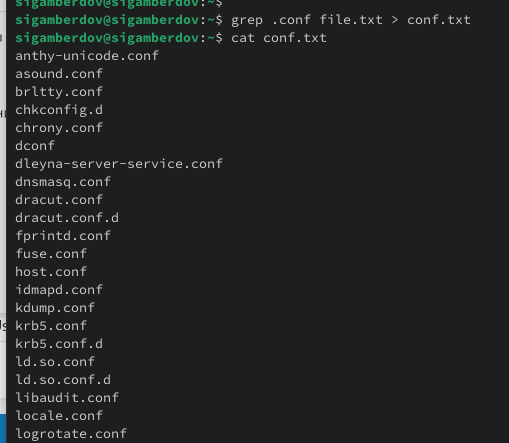 sigamberdov@sigamberdov:~$
sigamberdov@sigamberdov:~$ grep .conf file.txt > conf.txt
sigamberdov@sigamberdov:~$ cat conf.txt
anthy-unicode.conf
asound.conf
brltty.conf
chkconfig.d
chrony.conf
dconf
dleyna-server-service.conf
dnsmasq.conf
dracut.conf
dracut.conf.d
fprintd.conf
fuse.conf
host.conf
idmapd.conf
kdump.conf
krb5.conf
krb5.conf.d
ld.so.conf
ld.so.conf.d
libaudit.conf
locale.conf
logrotate.conf